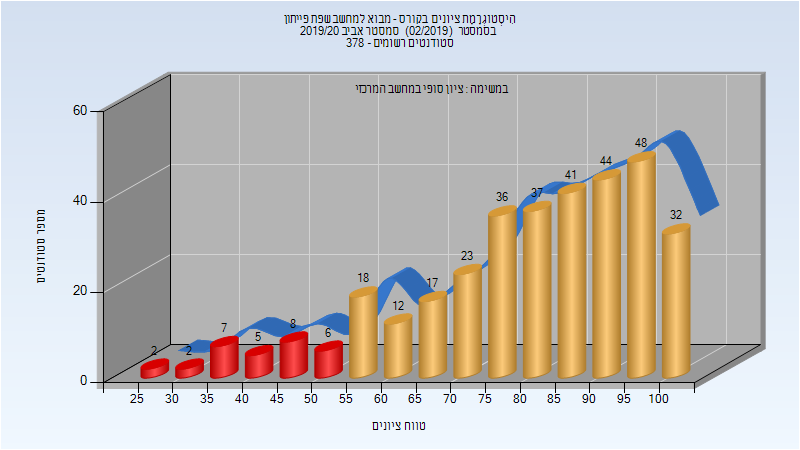 היסטוגרמת ציונים בקורס - מבוא למחשב שפת פייתון
בסמסטר (02/2019) סמסטר אביב 2019/20
סטודנטים רשומים - 378
במשימה : ציון סופי במחשב המרכזי
מספר סטודנטים
60
40
20
0
2
2
7
5
8
6
18
12
17
23
36
37
41
44
48
32
25 30 35 40 45 50 55 60 65 70 75 80 85 90 95 100
טווח ציונים